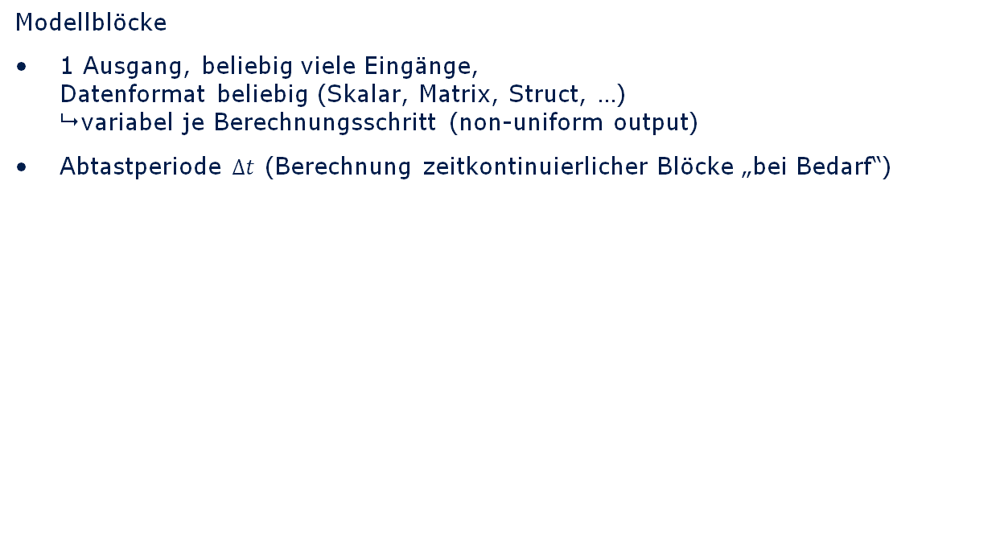 Modellblöcke
• 1 Ausgang, beliebig viele Eingänge,
Datenformat beliebig (Skalar, Matrix, Struct, …)
↪variabel je Berechnungsschritt (non-uniform output)
• Abtastperiode Δt (Berechnung zeitkontinuierlicher Blöcke „bei Bedarf“)